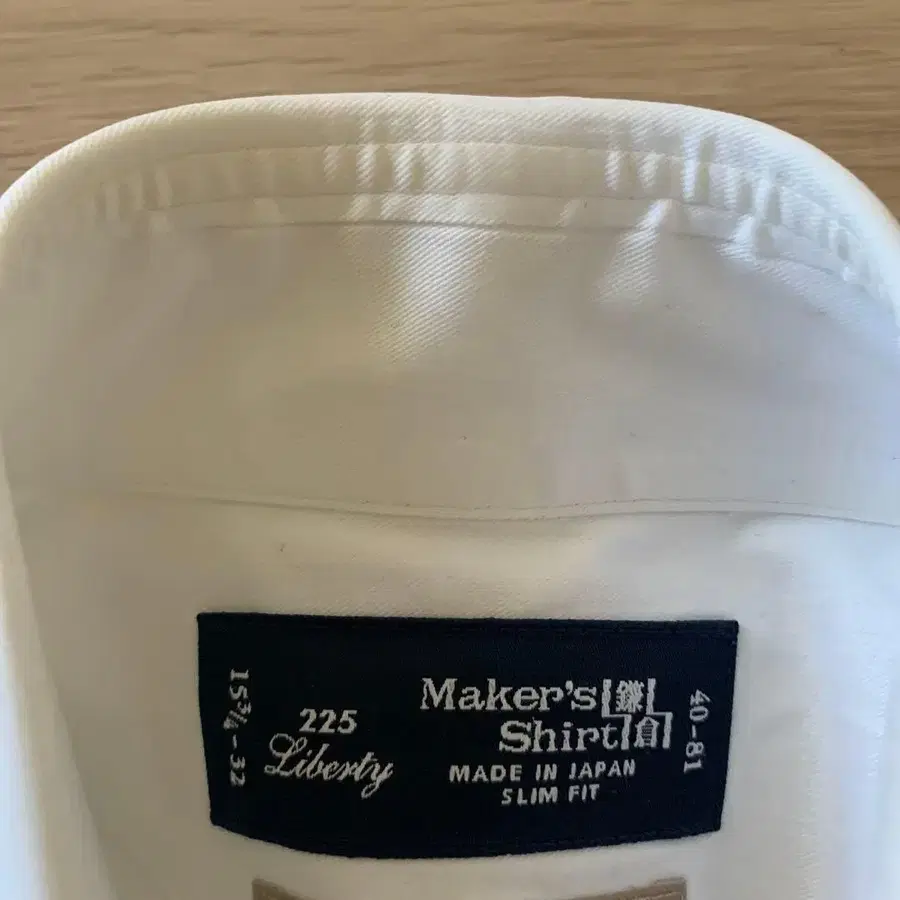 15¾-32
225
Liberty
Maker's 鎌
Shirt 倉
MADE IN JAPAN
SLIM FIT
40-81